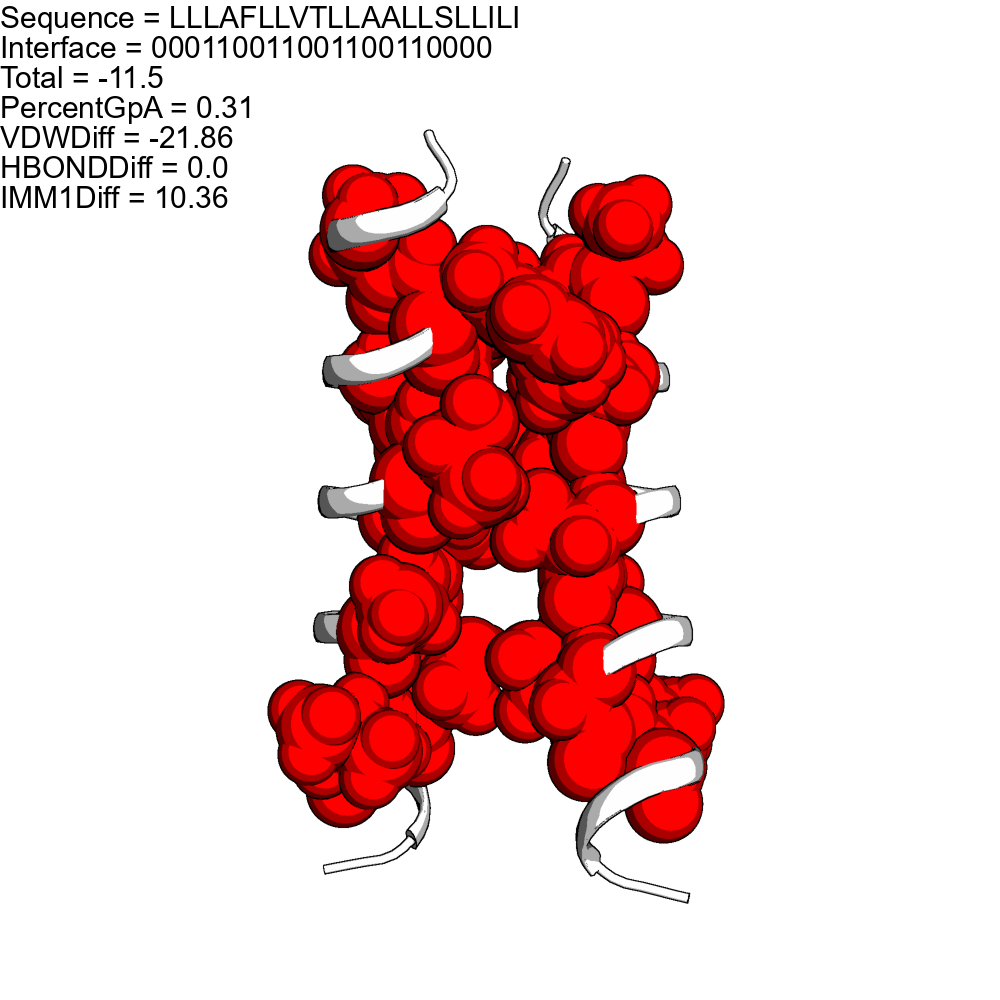 Sequence = LLLAFLLVTLLAALLSLLILI
Interface = 000110011001100110000
Total = -11.5
PercentGpA = 0.31
VDWDiff = -21.86
HBONDDiff = 0.0
IMM1Diff = 10.36